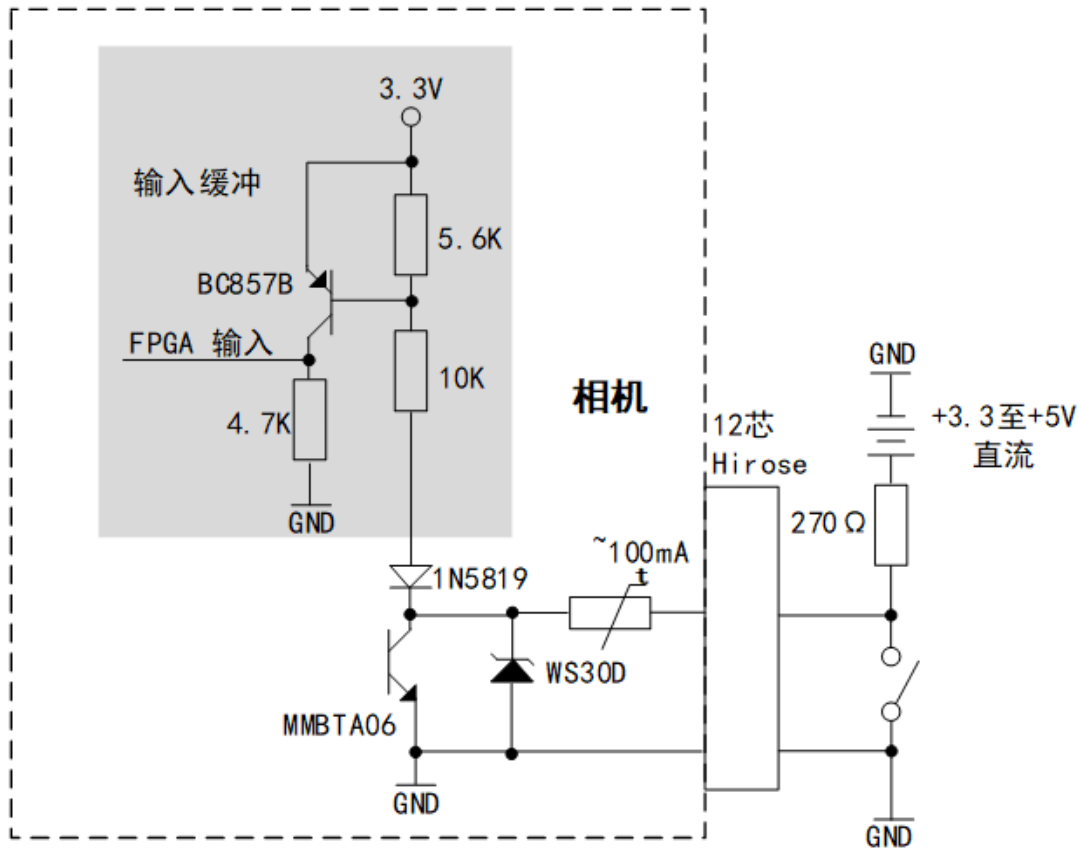 3.3V
输入缓冲
5.6K
BC857B
FPGA 输入
10K
4.7K
GND
相机
GND
12芯
Hirose
+3.3至+5V
直流
270Ω
~100mA
t
1N5819
WS30D
MMBTA06
GND
GND